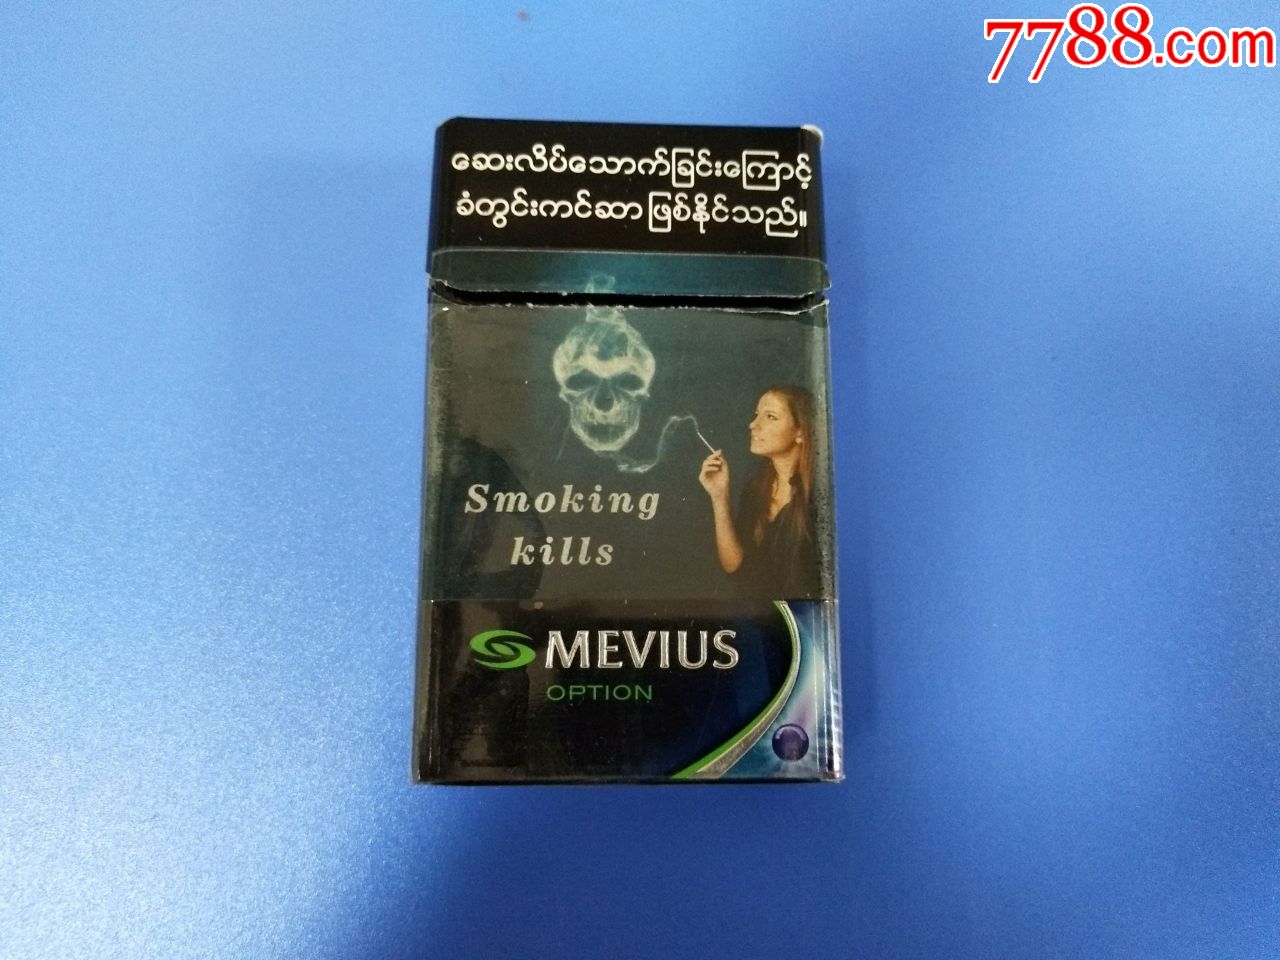 7788.com
ဆေးလိပ်သောက်ခြင်းကြောင့်
ခံတွင်းကင်ဆာဖြစ်နိုင်သည်။
Smoking
kills
MEVIUS
OPTION